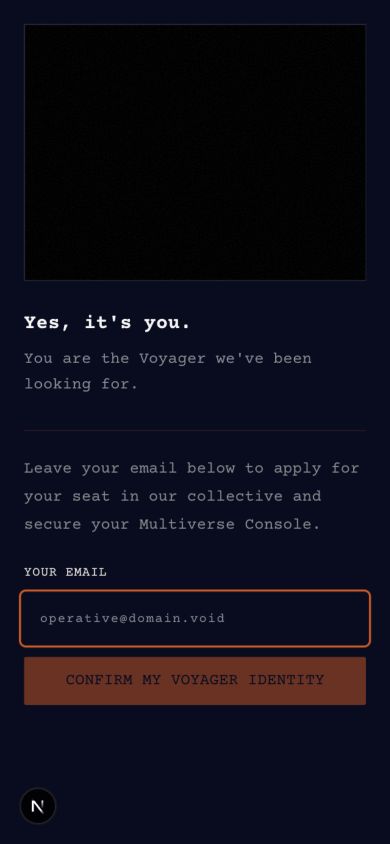 Yes, it's you.
You are the Voyager we've been
looking for.
Leave your email below to apply for
your seat in our collective and
secure your Multiverse Console.
YOUR EMAIL
operative@domain.void
CONFIRM MY VOYAGER IDENTITY
N